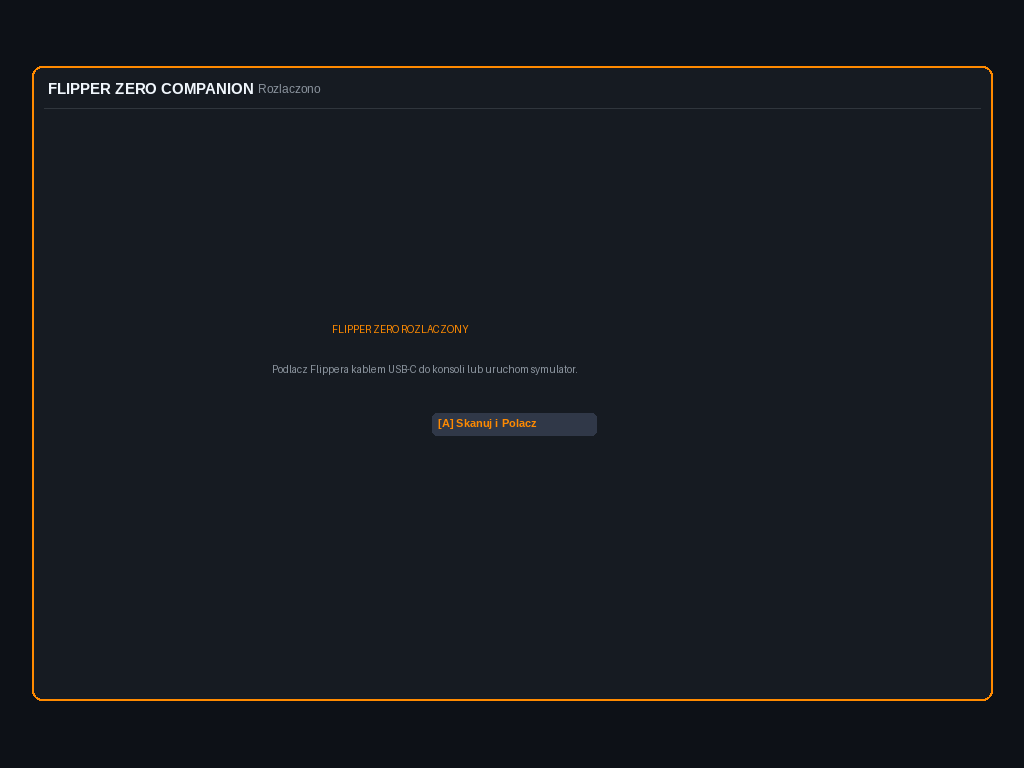 FLIPPER ZERO COMPANION Rozlaczono
FLIPPER ZERO ROZLACZONY
Podlacz Flippera kablem USB-C do konsoli lub uruchom symulator.
[A] Skanuj i Polacz